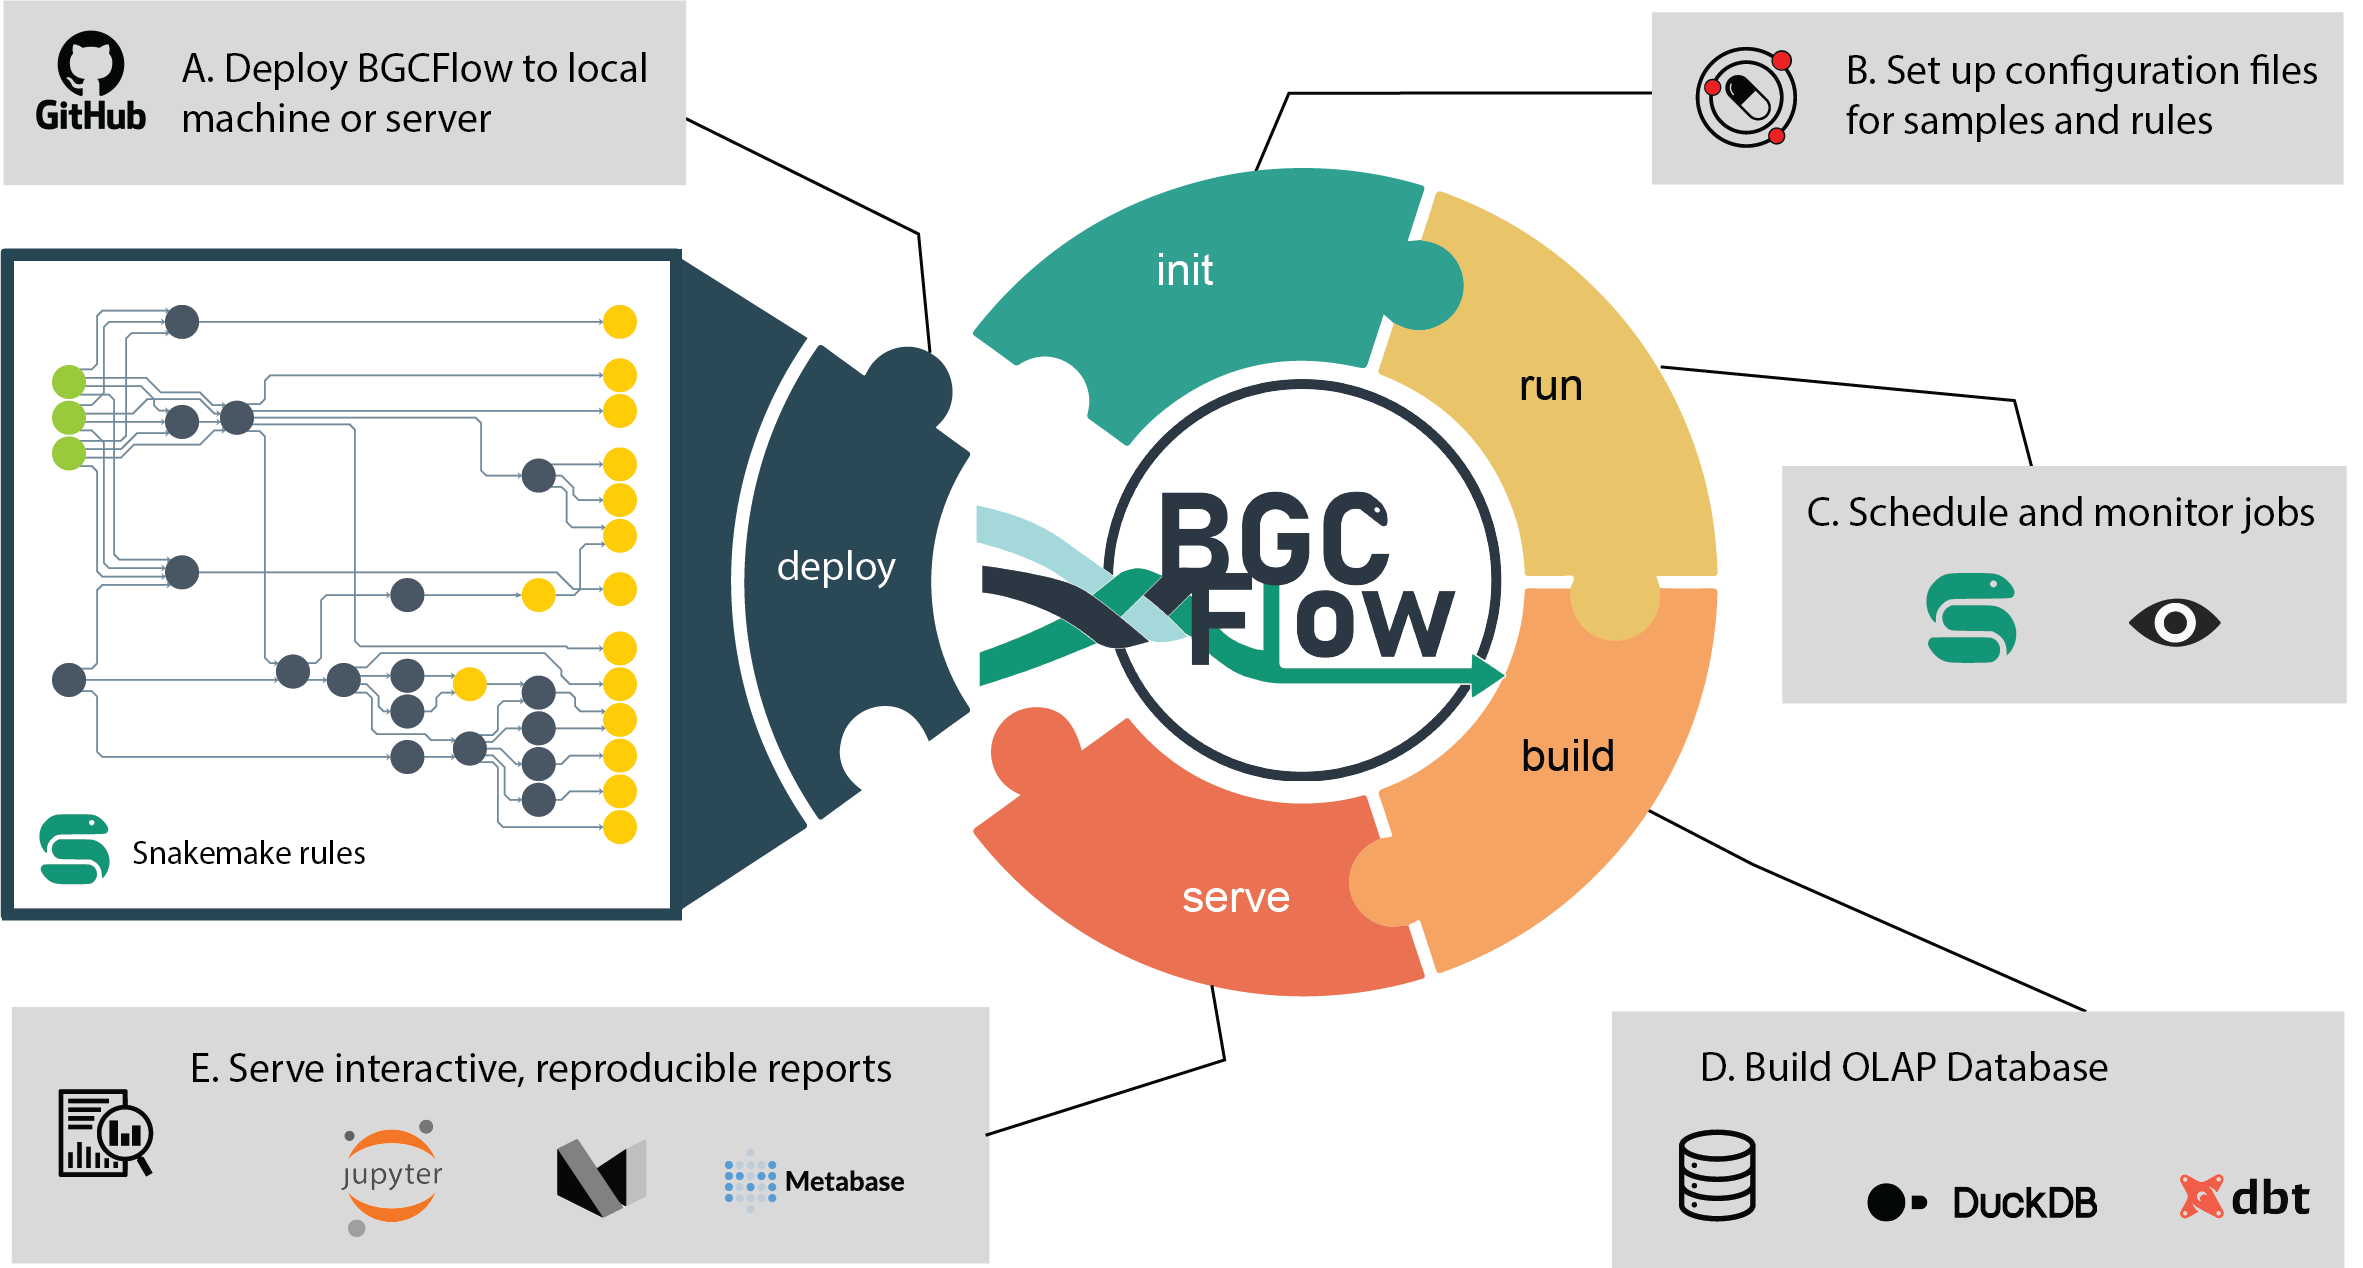 GitHub
A. Deploy BGCFlow to local
machine or server
B. Set up configuration files
for samples and rules
init
run
C. Schedule and monitor jobs
deploy
BGC
FLOW
build
Snakemake rules
serve
E. Serve interactive, reproducible reports
jupyter
Metabase
D. Build OLAP Database
DuckDB
dbt